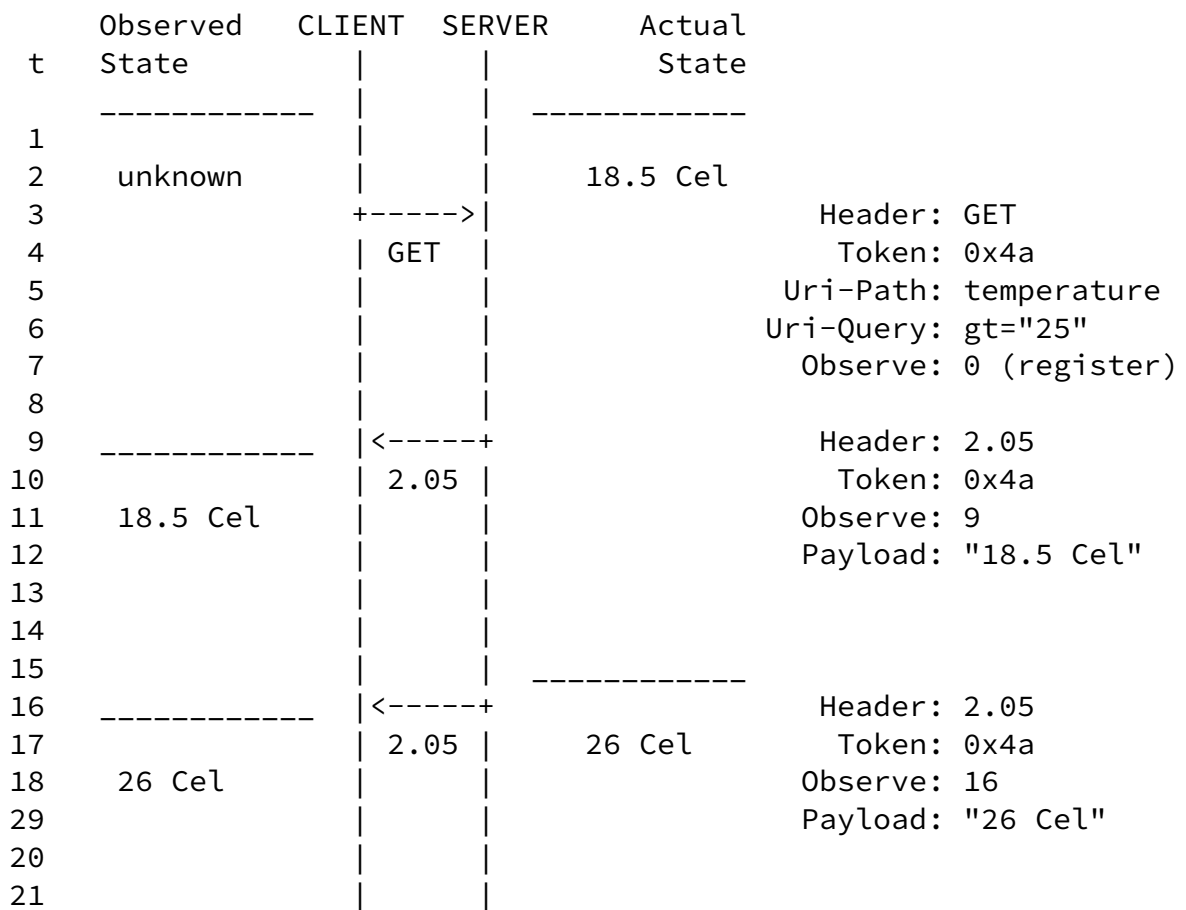 Observed   CLIENT  SERVER     Actual
 t   State         |      |         State
     ____________  |      |  ____________
 1                 |      |
 2    unknown      |      |     18.5 Cel
 3                 +----->|                  Header: GET
 4                 | GET  |                   Token: 0x4a
 5                 |      |                Uri-Path: temperature
 6                 |      |               Uri-Query: gt="25"
 7                 |      |                 Observe: 0 (register)
 8                 |      |
 9   ____________  |<-----+                  Header: 2.05
10                 | 2.05 |                   Token: 0x4a
11    18.5 Cel     |      |                 Observe: 9
12                 |      |                 Payload: "18.5 Cel"
13                 |      |
14                 |      |
15                 |      |  ____________
16   ____________  |<-----+                  Header: 2.05
17                 | 2.05 |     26 Cel        Token: 0x4a
18    26 Cel       |      |                 Observe: 16
29                 |      |                 Payload: "26 Cel"
20                 |      |
21                 |      |